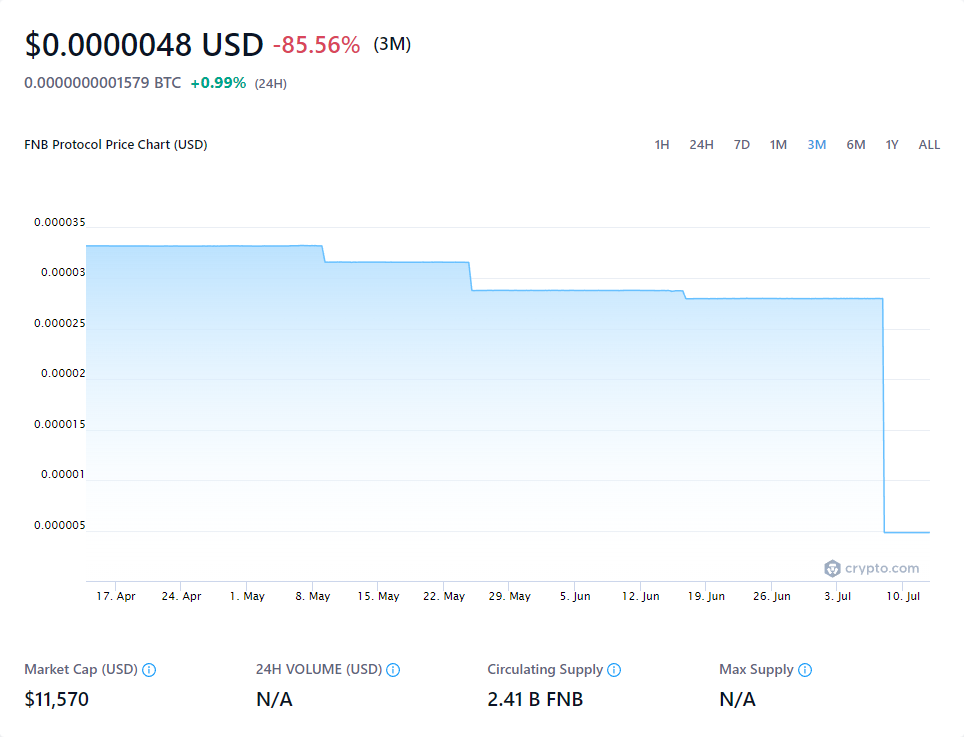 $0.0000048 USD -85.56% (3M)
0.0000000001579 BTC +0.99% (24H)
FNB Protocol Price Chart (USD) 1H 24H 7D 1M 3M 6M 1Y ALL
0.000035
0.00003
0.000025
0.00002
0.000015
0.00001
0.000005
crypto.com
17. Apr 24. Apr 1. May 8. May 15. May 22. May 29. May 5. Jun 12. Jun 19. Jun 26. Jun 3. Jul 10. Jul
Market Cap (USD) 24H VOLUME (USD) Circulating Supply Max Supply
$11,570 N/A 2.41 B FNB N/A